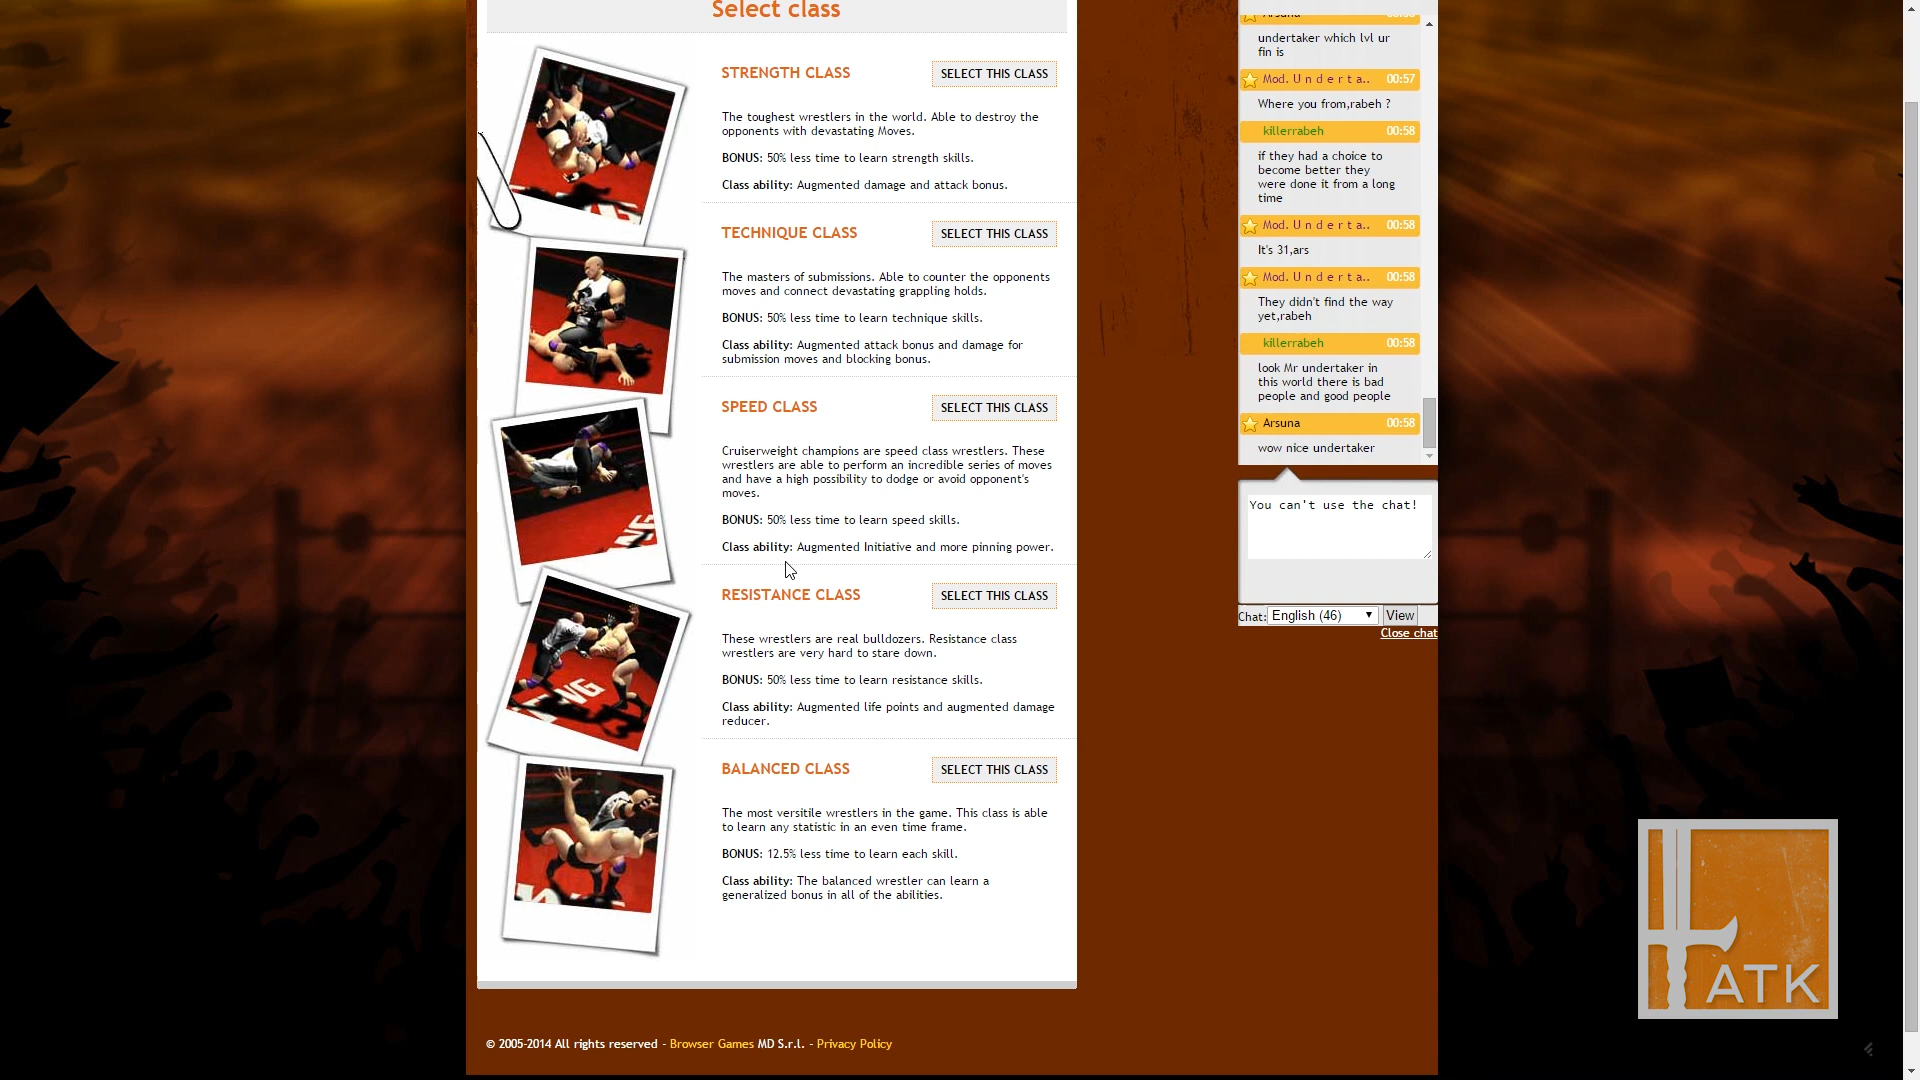 Select class
STRENGTH CLASS
SELECT THIS CLASS
The toughest wrestlers in the world. Able to destroy the
opponents with devastating Moves.
BONUS: 50% less time to learn strength skills.
Class ability: Augmented damage and attack bonus.
TECHNIQUE CLASS
SELECT THIS CLASS
The masters of submissions. Able to counter the opponents
moves and connect devastating grappling holds.
BONUS: 50% less time to learn technique skills.
Class ability: Augmented attack bonus and damage for
submission moves and blocking bonus.
SPEED CLASS
SELECT THIS CLASS
Cruiserweight champions are speed class wrestlers. These
wrestlers are able to perform an incredible series of moves
and have a high possibility to dodge or avoid opponent's
moves.
BONUS: 50% less time to learn speed skills.
Class ability: Augmented Initiative and more pinning power.
RESISTANCE CLASS
SELECT THIS CLASS
These wrestlers are real bulldozers. Resistance class
wrestlers are very hard to stare down.
BONUS: 50% less time to learn resistance skills.
Class ability: Augmented life points and augmented damage
reducer.
BALANCED CLASS
SELECT THIS CLASS
The most versitile wrestlers in the game. This class is able
to learn any statistic in an even time frame.
BONUS: 12.5% less time to learn each skill.
Class ability: The balanced wrestler can learn a
generalized bonus in all of the abilities.
© 2005-2014 All rights reserved - Browser Games MD S.r.l. - Privacy Policy
Arsuna
undertaker which lvl ur
fin is
Mod. U n d e r t a.. 00:57
Where you from,rabeh ?
killerrabeh 00:58
if they had a choice to
become better they
were done it from a long
time
Mod. U n d e r t a.. 00:58
It's 31,ars
Mod. U n d e r t a.. 00:58
They didn't find the way
yet,rabeh
killerrabeh 00:58
look Mr undertaker in
this world there is bad
people and good people
Arsuna 00:58
wow nice undertaker
You can't use the chat!
Chat: English (46) View
Close chat
ATK